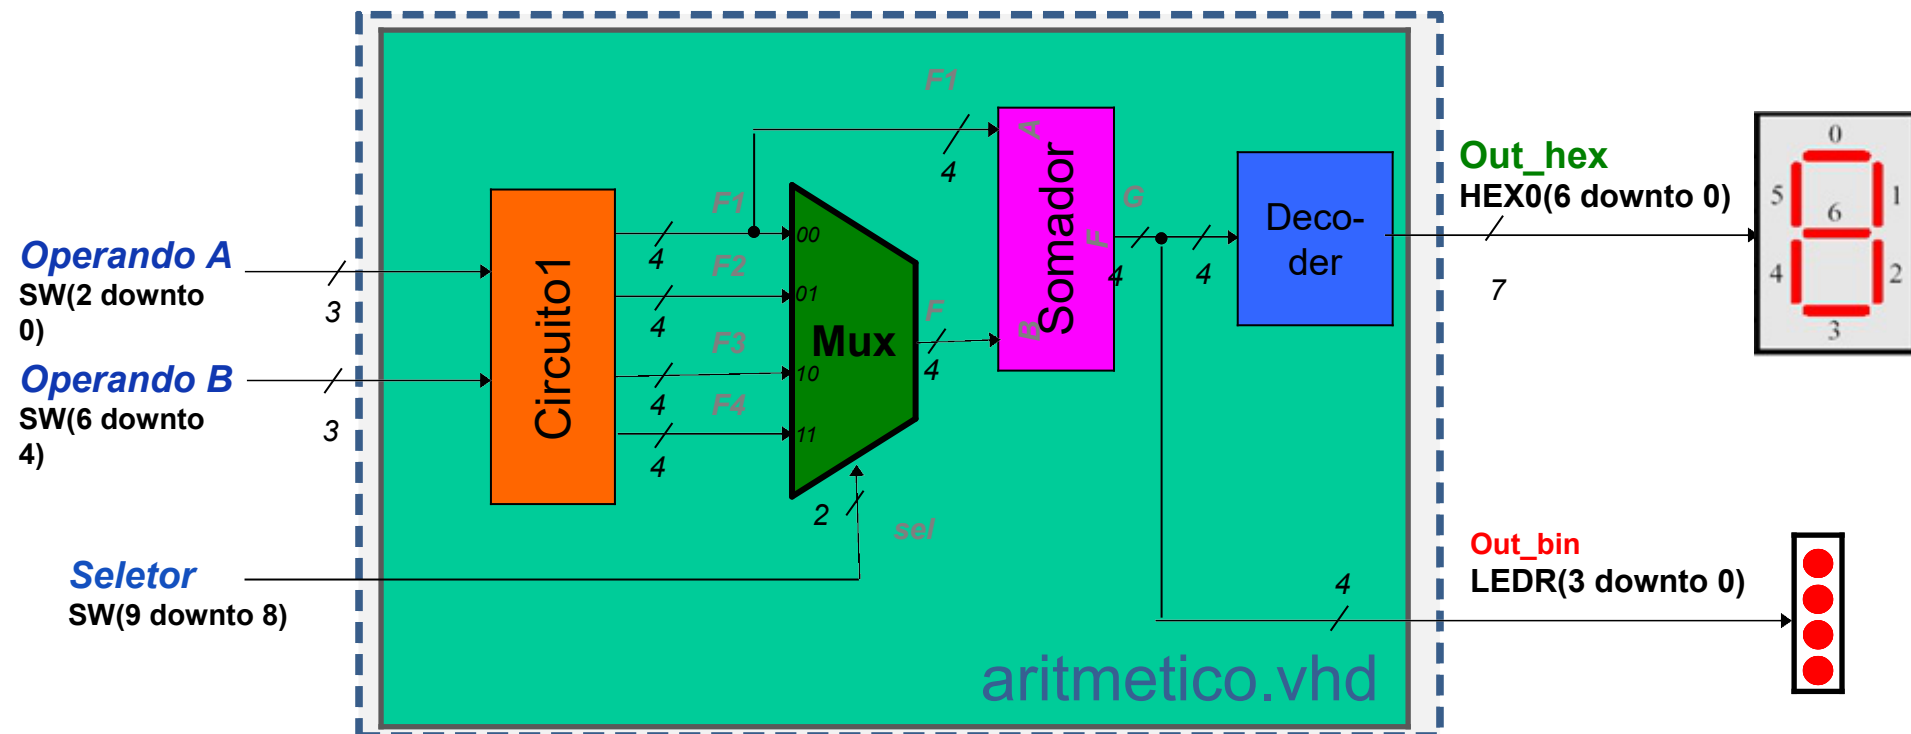 Operando A
SW(2 downto
0)
3
Operando B
SW(6 downto
4)
3
Seletor
SW(9 downto 8)
Circuito1
F1
4
F2
4
F3
4
F4
4
00
01
10
11
Mux
2
sel
F
4
F1
4
A
B
Somador
F
G
4
4
Deco-
der
Out_hex
HEX0(6 downto 0)
7
0
5
1
6
4
2
3
Out_bin
LEDR(3 downto 0)
4
aritmetico.vhd